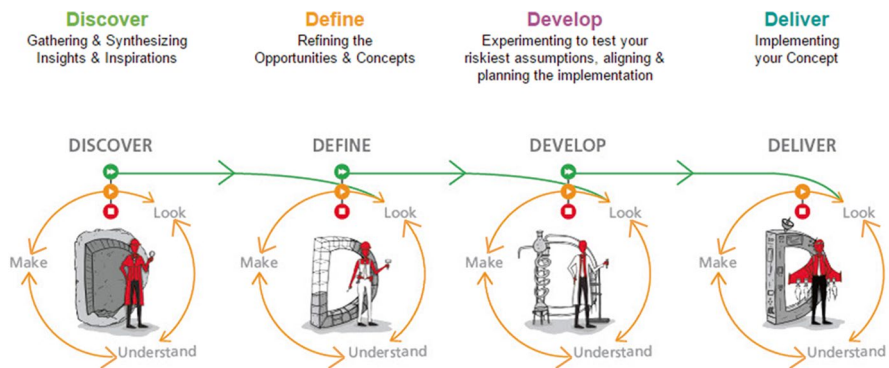 Discover
Gathering & Synthesizing
Insights & Inspirations
Define
Refining the
Opportunities & Concepts
Develop
Experimenting to test your
riskiest assumptions, aligning &
planning the implementation
Deliver
Implementing
your Concept
DISCOVER
Look
Make
Understand
DEFINE
Look
Make
Understand
DEVELOP
Look
Make
Understand
DELIVER
Look
Make
Understand